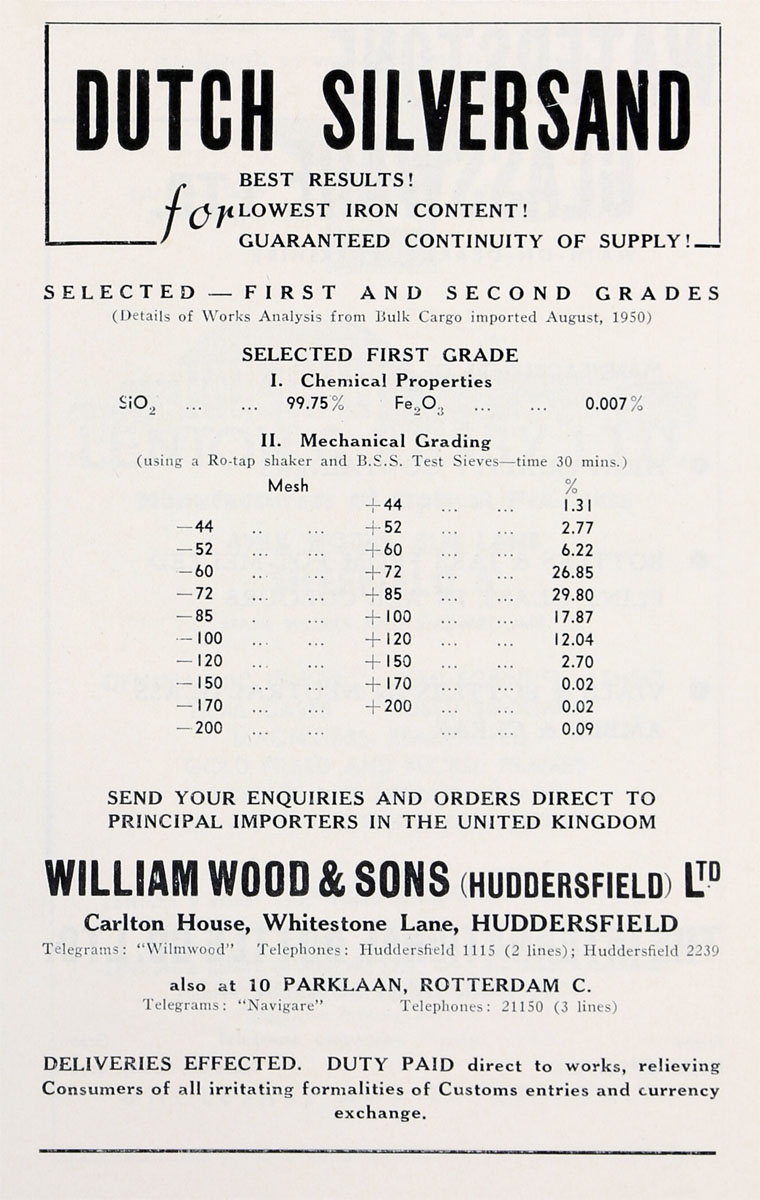 DUTCH SILVERSAND
for
BEST RESULTS!
LOWEST IRON CONTENT!
GUARANTEED CONTINUITY OF SUPPLY!
SELECTED — FIRST AND SECOND GRADES
(Details of Works Analysis from Bulk Cargo imported August, 1950)
SELECTED FIRST GRADE
I. Chemical Properties
SiO₂ ... ... 99.75% Fe₂O₃ ... ... 0.007%
II. Mechanical Grading
(using a Ro-tap shaker and B.S.S. Test Sieves—time 30 mins.)
Mesh %
+44 ... ... 1.31
—44 .. ... +52 ... ... 2.77
—52 ... ... +60 ... ... 6.22
—60 ... ... +72 ... ... 26.85
—72 ... ... +85 ... ... 29.80
—85 ... ... +100 ... ... 17.87
—100 ... ... +120 ... ... 12.04
—120 ... ... +150 ... ... 2.70
—150 ... ... +170 ... ... 0.02
—170 ... ... +200 ... ... 0.02
—200 ... ... ... ... 0.09
SEND YOUR ENQUIRIES AND ORDERS DIRECT TO
PRINCIPAL IMPORTERS IN THE UNITED KINGDOM
WILLIAM WOOD & SONS (HUDDERSFIELD) LTD.
Carlton House, Whitestone Lane, HUDDERSFIELD
Telegrams: "Wilmwood" Telephones: Huddersfield 1115 (2 lines); Huddersfield 2239
also at 10 PARKLAAN, ROTTERDAM C.
Telegrams: "Navigare" Telephones: 21150 (3 lines)
DELIVERIES EFFECTED. DUTY PAID direct to works, relieving
Consumers of all irritating formalities of Customs entries and currency
exchange.